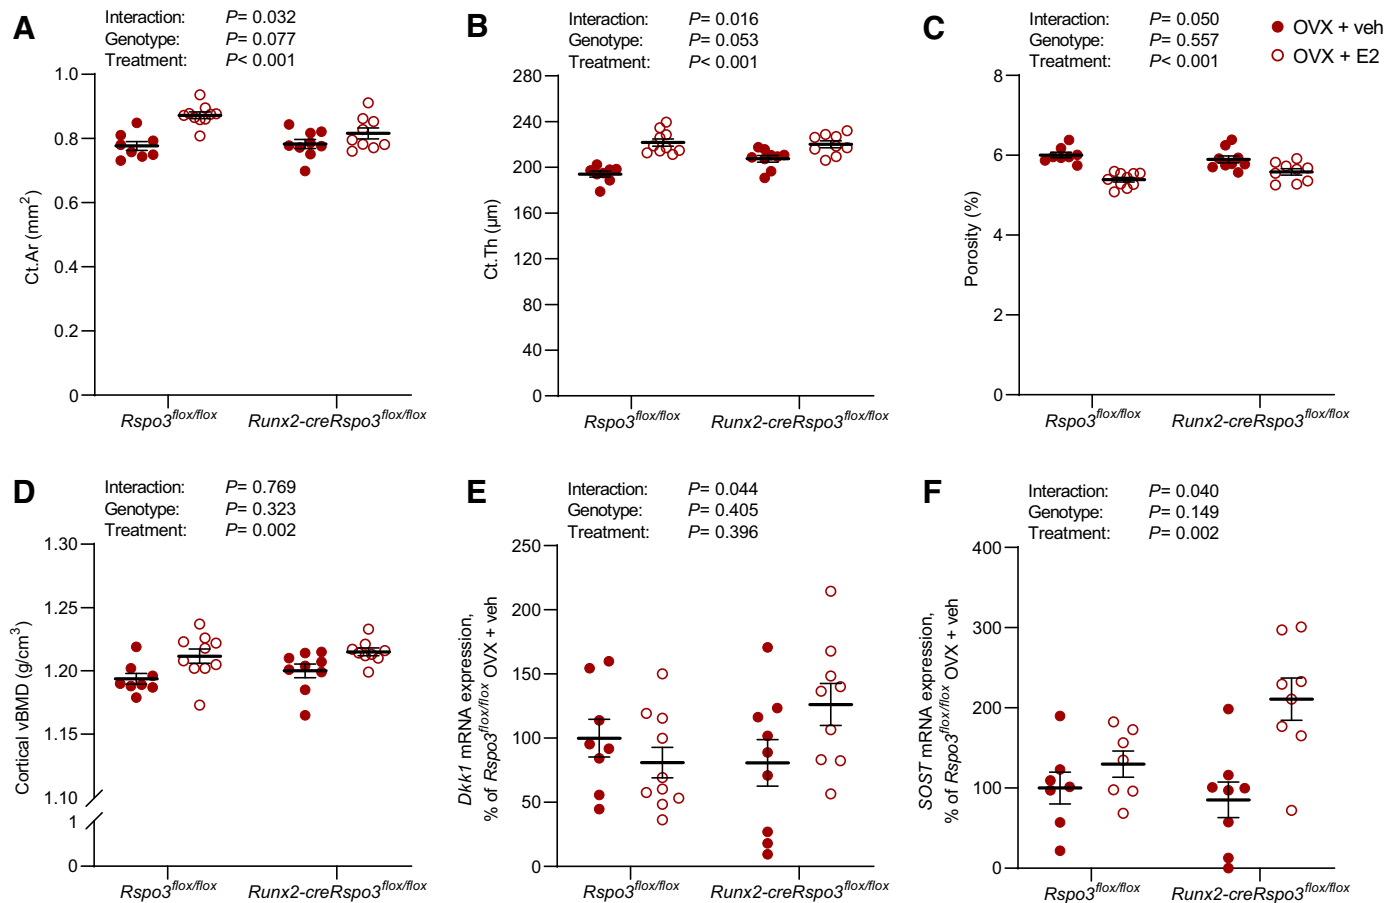 A
Interaction: P= 0.032
Genotype: P= 0.077
Treatment: P< 0.001
Ct.Ar (mm2)
1.0
0.8
0.6
0.4
0.2
0
Rspo3flox/flox
Runx2-creRspo3flox/flox
B
Interaction: P= 0.016
Genotype: P= 0.053
Treatment: P< 0.001
Ct.Th (µm)
280
240
200
160
120
80
40
0
Rspo3flox/flox
Runx2-creRspo3flox/flox
C
Interaction: P= 0.050
Genotype: P= 0.557
Treatment: P< 0.001
OVX + veh
OVX + E2
Porosity (%)
8
6
4
2
0
Rspo3flox/flox
Runx2-creRspo3flox/flox
D
Interaction: P= 0.769
Genotype: P= 0.323
Treatment: P= 0.002
Cortical vBMD (g/cm3)
1.30
1.25
1.20
1.15
1.10
1
0
Rspo3flox/flox
Runx2-creRspo3flox/flox
E
Interaction: P= 0.044
Genotype: P= 0.405
Treatment: P= 0.396
Dkk1 mRNA expression,
% of Rspo3flox/flox OVX + veh
250
200
150
100
50
0
Rspo3flox/flox
Runx2-creRspo3flox/flox
F
Interaction: P= 0.040
Genotype: P= 0.149
Treatment: P= 0.002
SOST mRNA expression,
% of Rspo3flox/flox OVX + veh
400
300
200
100
0
Rspo3flox/flox
Runx2-creRspo3flox/flox